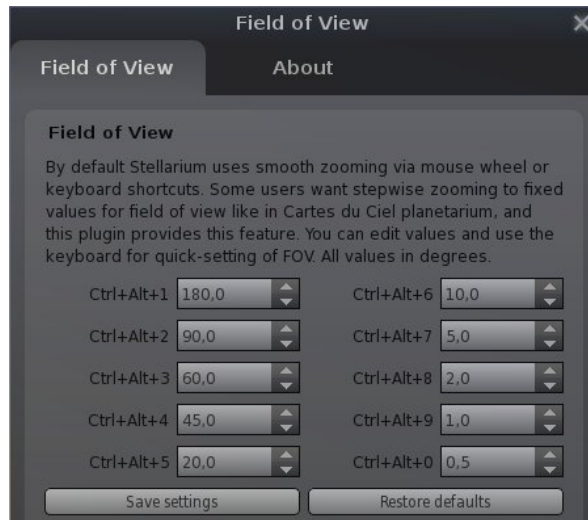 Field of View
Field of View
About
Field of View
By default Stellarium uses smooth zooming via mouse wheel or
keyboard shortcuts. Some users want stepwise zooming to fixed
values for field of view like in Cartes du Ciel planetarium, and
this plugin provides this feature. You can edit values and use the
keyboard for quick-setting of FOV. All values in degrees.
Ctrl+Alt+1 180,0 Ctrl+Alt+6 10,0
Ctrl+Alt+2 90,0 Ctrl+Alt+7 5,0
Ctrl+Alt+3 60,0 Ctrl+Alt+8 2,0
Ctrl+Alt+4 45,0 Ctrl+Alt+9 1,0
Ctrl+Alt+5 20,0 Ctrl+Alt+0 0,5
Save settings Restore defaults